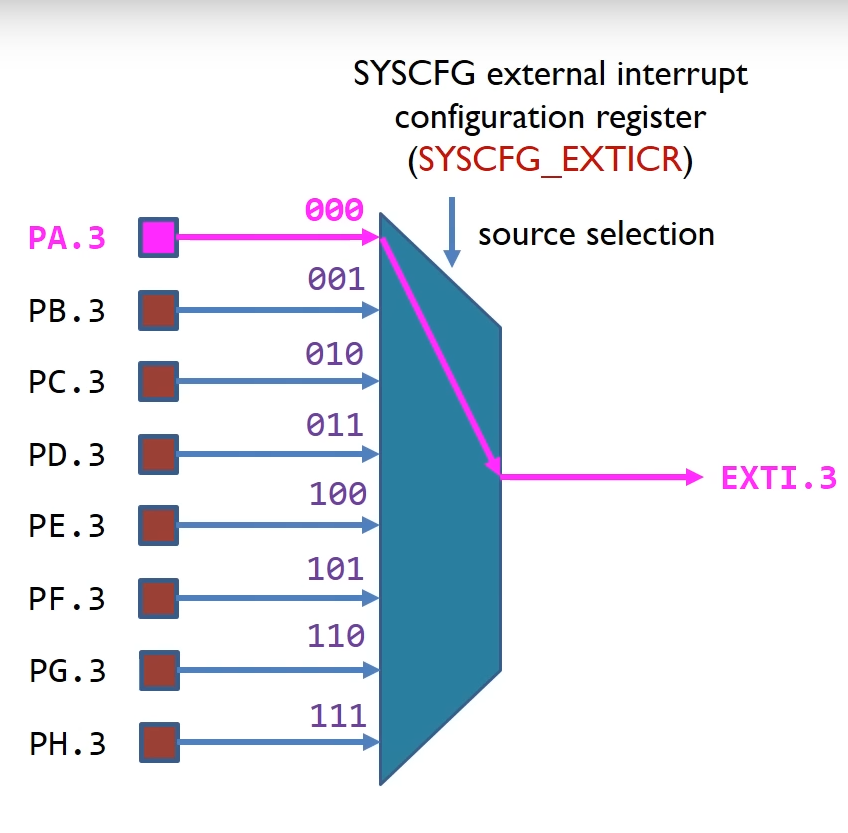 SYSCFG external interrupt
configuration register
(SYSCFG_EXTICR)
source selection
PA.3 000
PB.3 001
PC.3 010
PD.3 011
PE.3 100
PF.3 101
PG.3 110
PH.3 111
EXTI.3